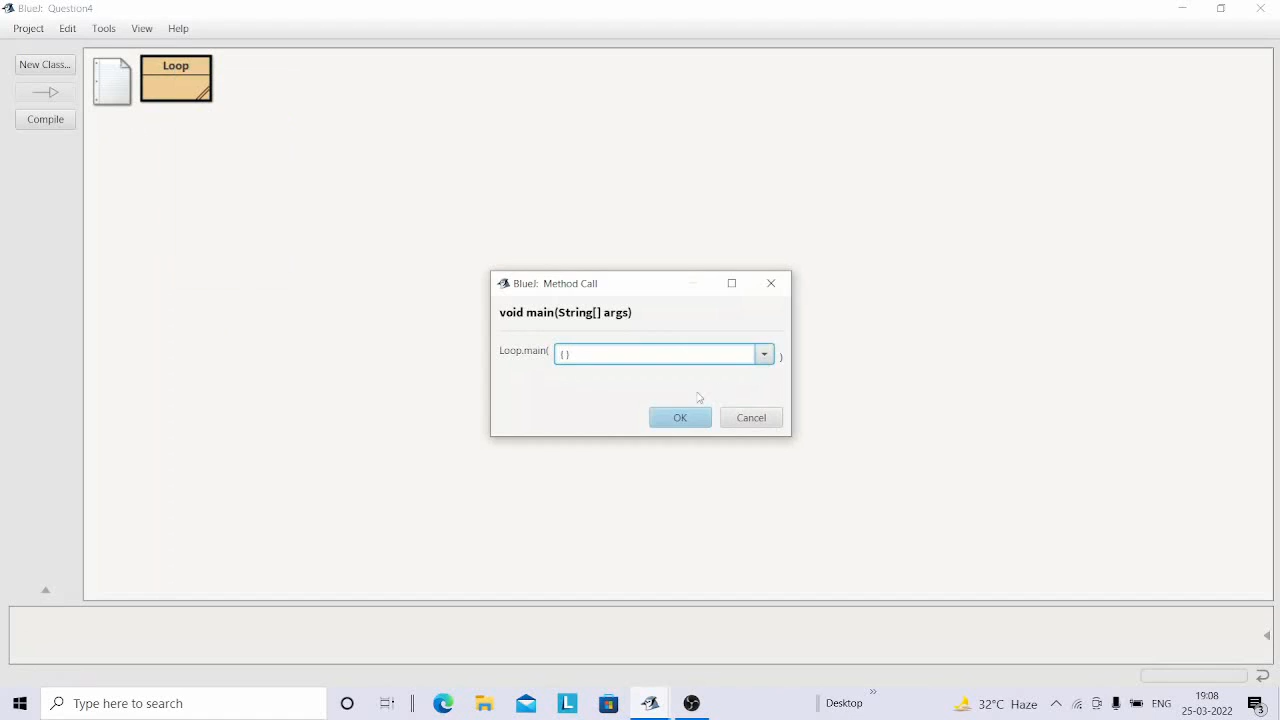 BlueJ: Question4
Project Edit Tools View Help
New Class...
Compile
Loop
BlueJ: Method Call
void main(String[] args)
Loop.main( { } )
OK Cancel
Type here to search
Desktop
»
32°C Haze
ENG
19:08
25-03-2022
3